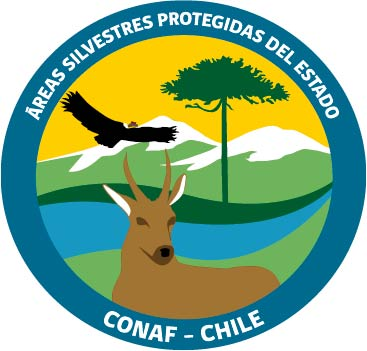 ÁREAS SILVESTRES PROTEGIDAS DEL ESTADO
CONAF - CHILE